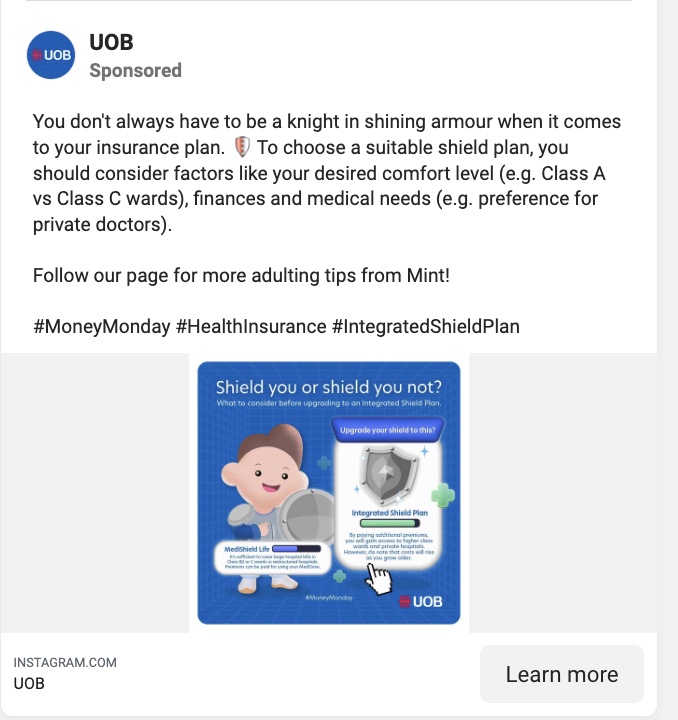 UOB
UOB
Sponsored
You don't always have to be a knight in shining armour when it comes
to your insurance plan. 🛡️ To choose a suitable shield plan, you
should consider factors like your desired comfort level (e.g. Class A
vs Class C wards), finances and medical needs (e.g. preference for
private doctors).
Follow our page for more adulting tips from Mint!
#MoneyMonday #HealthInsurance #IntegratedShieldPlan
Shield you or shield you not?
What to consider before upgrading to an Integrated Shield Plan.
Upgrade your shield to this?
Integrated Shield Plan
By paying additional premiums,
you will gain access to higher class
wards and private hospitals.
However, do note that costs will rise
as you grow older.
MediShield Life
It's sufficient to cover large hospital bills in
Class B2 or C wards in restructured hospitals.
Premiums can be paid for using your MediSave.
#MoneyMonday
UOB
INSTAGRAM.COM
UOB
Learn more